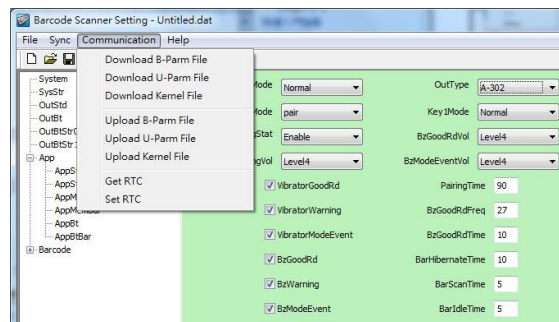 Barcode Scanner Setting - Untitled.dat
File Sync Communication Help
Download B-Parm File
Download U-Parm File
Download Kernel File
Upload B-Parm File
Upload U-Parm File
Upload Kernel File
Get RTC
Set RTC
System
SysStr
OutStd
OutBt
OutBtStr
OutBtStr
App
AppBt
AppBtBar
Barcode
Mode Normal OutType A-302
Mode pair Key1Mode Normal
Stat Enable BzGoodRdVol Level4
Vol Level4 BzModeEventVol Level4
VibratorGoodRd PairingTime 90
VibratorWarning BzGoodRdFreq 27
VibratorModeEvent BzGoodRdTime 10
BzGoodRd BarHibernateTime 10
BzWarning BarScanTime 5
BzModeEvent BarIdleTime 5